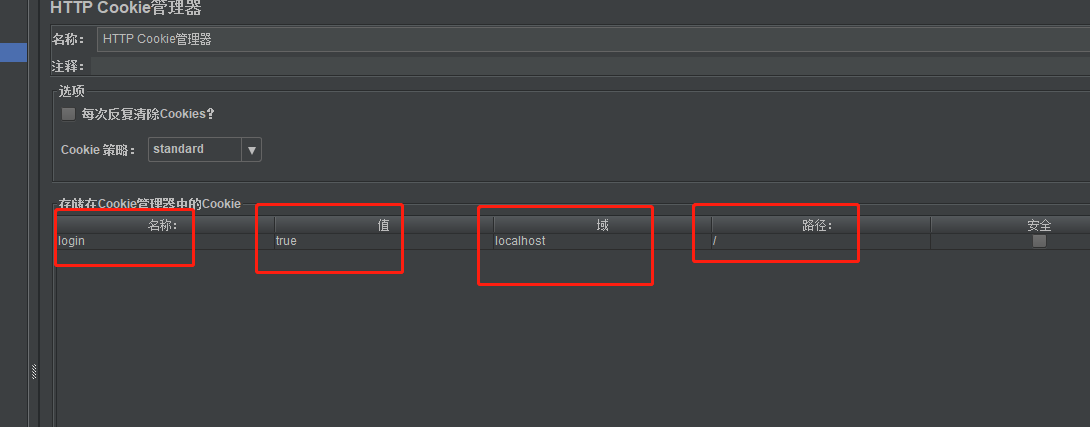 HTTP Cookie管理器
名称： HTTP Cookie管理器
注释：
选项
每次反复清除Cookies?
Cookie 策略： standard
存储在Cookie管理器中的Cookie
名称： 值 域 路径： 安全
login true localhost /